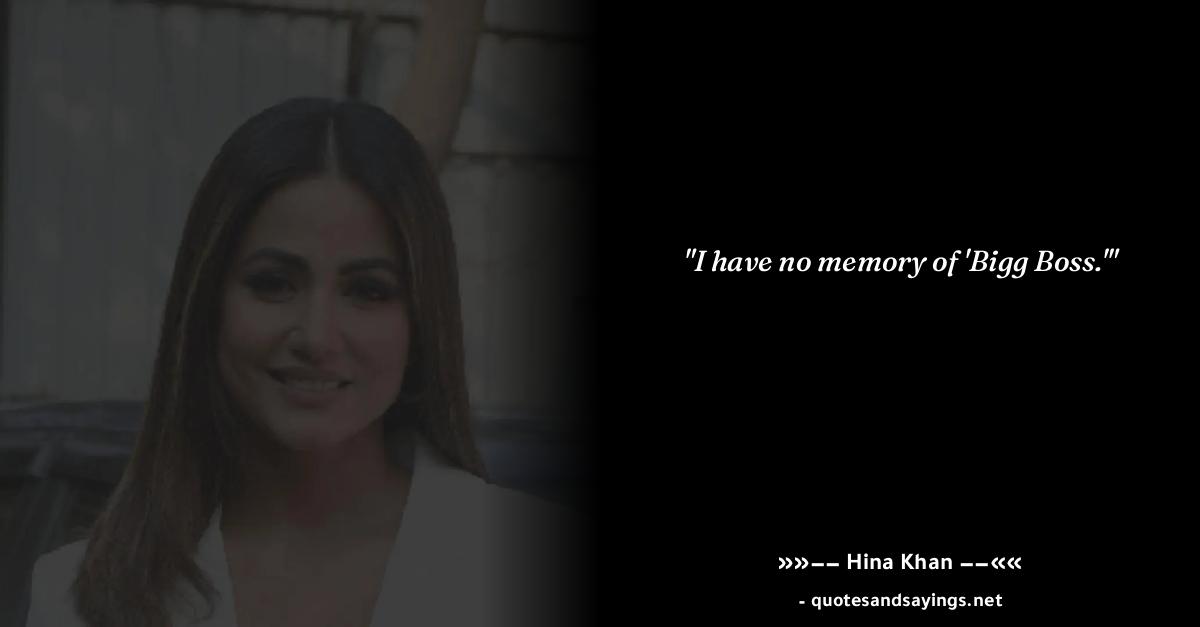 "I have no memory of 'Bigg Boss.'"
»»−− Hina Khan −−««
- quotesandsayings.net